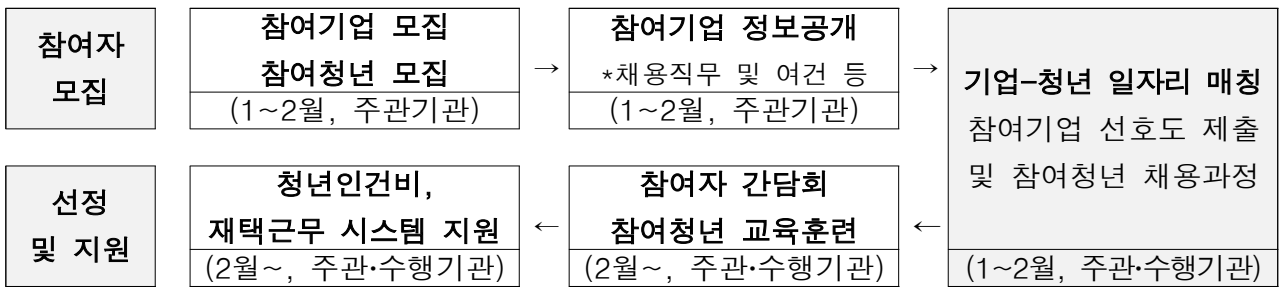 참여자
모집
참여기업 모집
참여청년 모집
(1~2월, 주관기관)
→
참여기업 정보공개
*채용직무 및 여건 등
(1~2월, 주관기관)
→
기업-청년 일자리 매칭
참여기업 선호도 제출
및 참여청년 채용과정
(1~2월, 주관·수행기관)
선정
및 지원
청년인건비,
재택근무 시스템 지원
(2월~, 주관·수행기관)
←
참여자 간담회
참여청년 교육훈련
(2월~, 주관·수행기관)
←